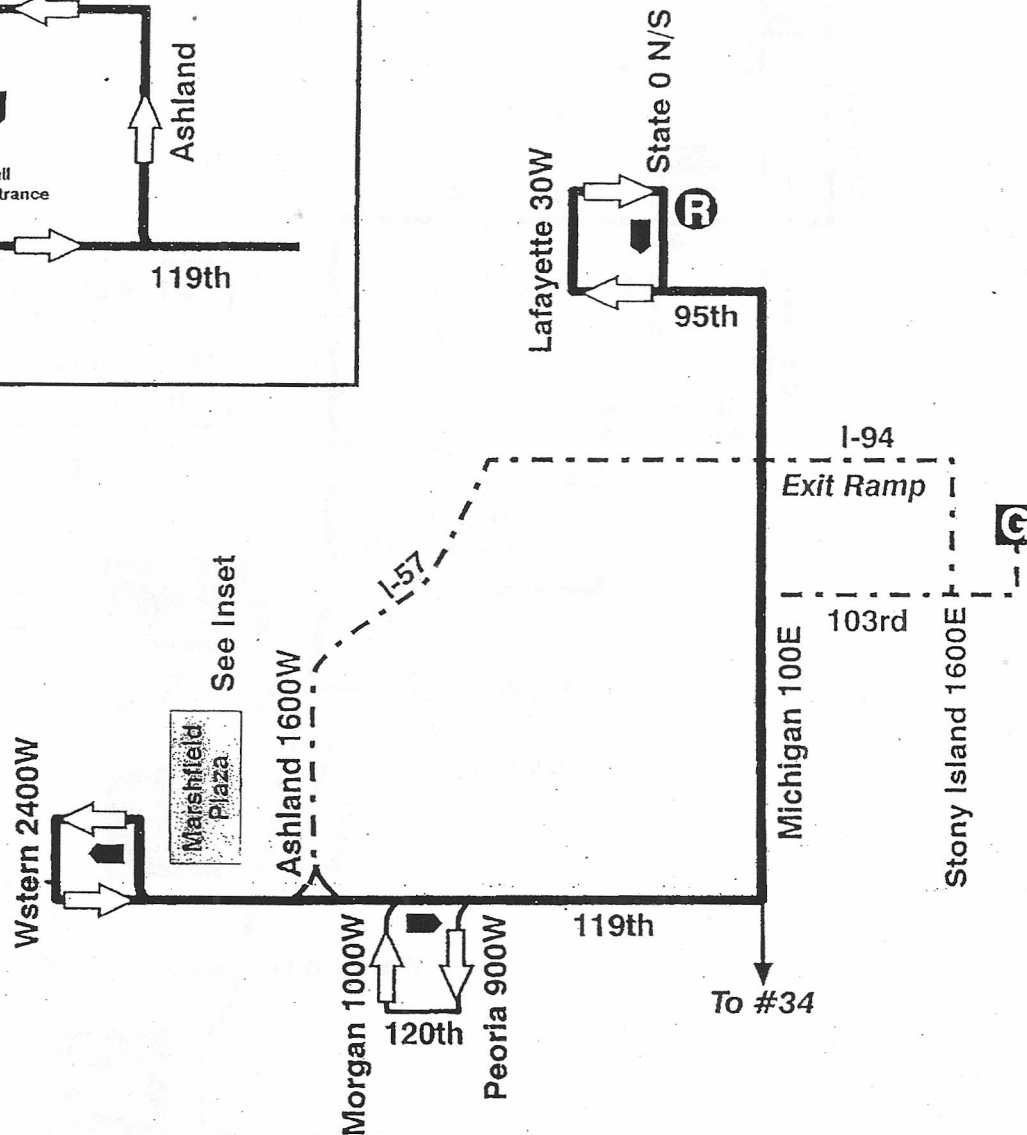 Ashland
119th
State 0 N/S
R
Lafayette 30W
95th
I-94
Exit Ramp
G
I-57
103rd
See Inset
Marshfield
Plaza
Ashland 1600W
Michigan 100E
Stony Island 1600E
Wstern 2400W
119th
Morgan 1000W
120th
Peoria 900W
To #34